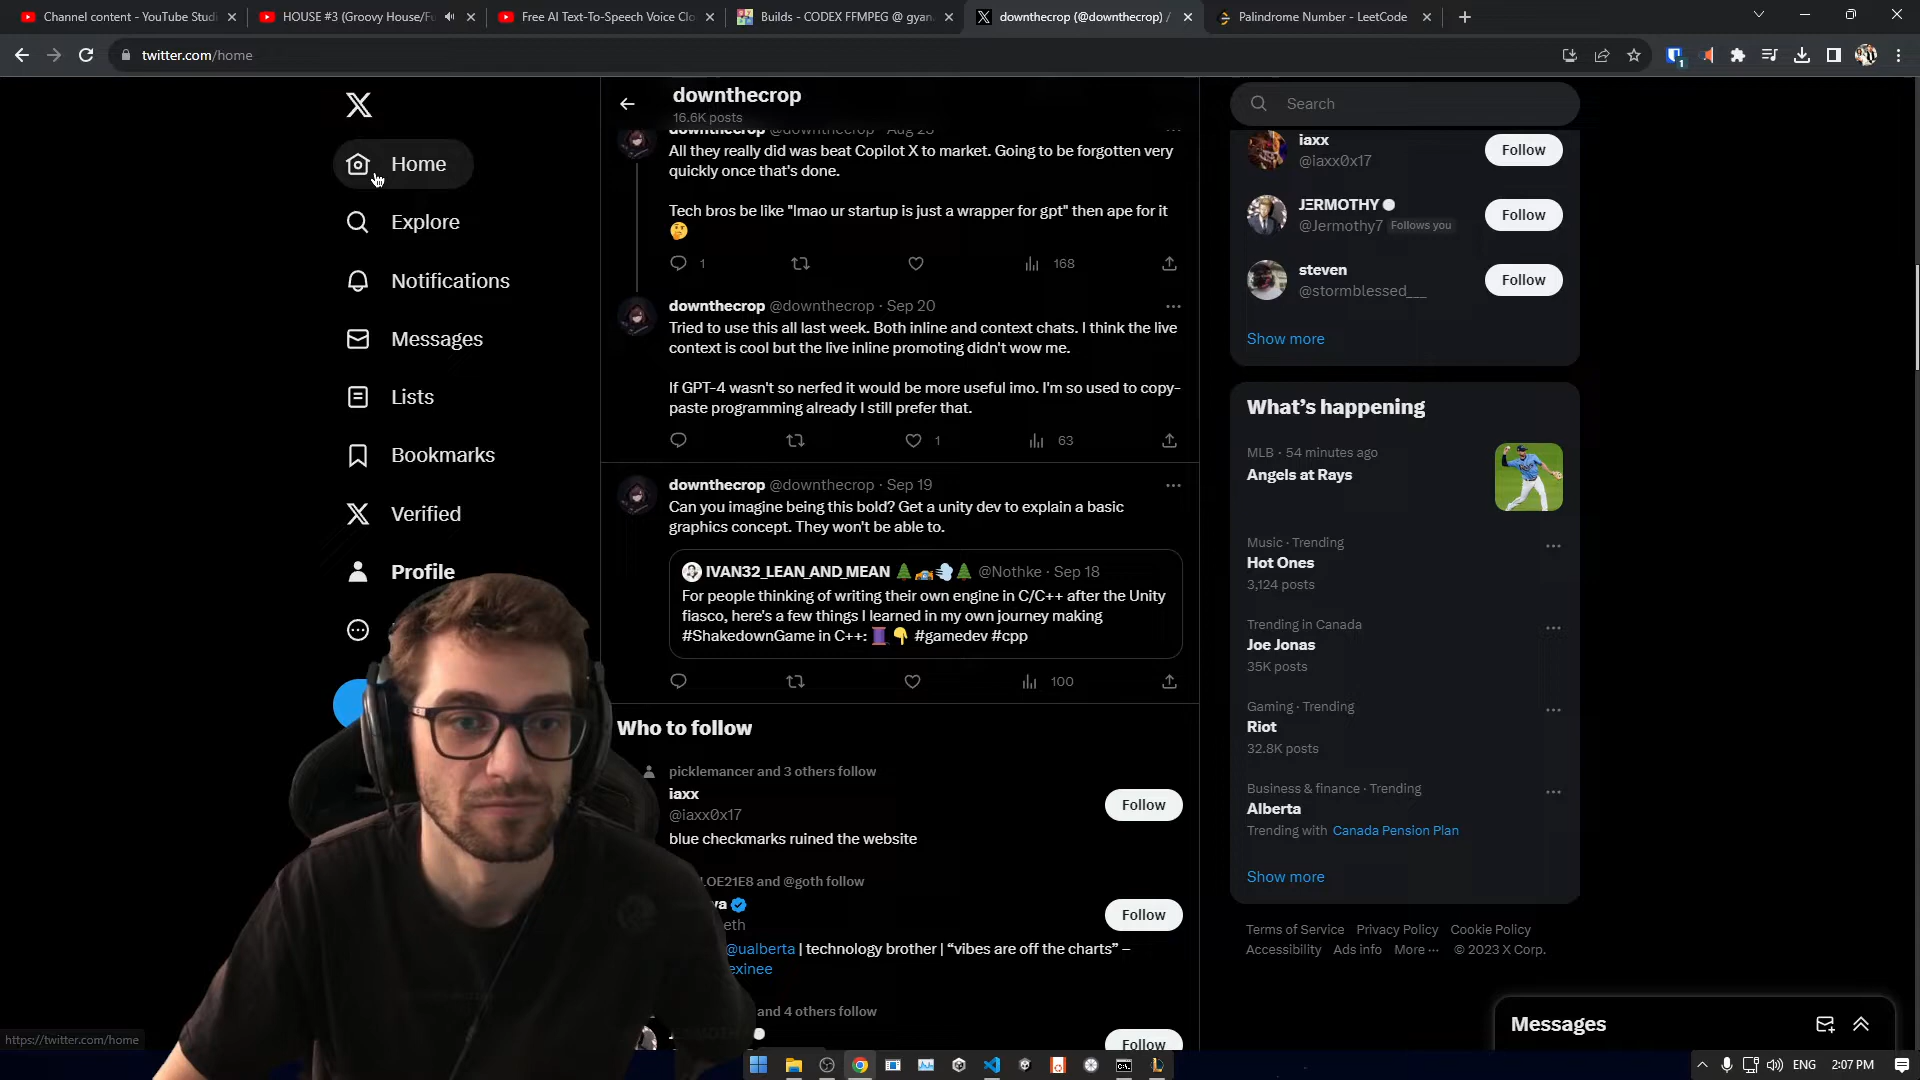 Channel content - YouTube Studi
HOUSE #3 (Groovy House/Fu
Free AI Text-To-Speech Voice Clo
Builds - CODEX FFMPEG @ gyan
downthecrop (@downthecrop) /
Palindrome Number - LeetCode
twitter.com/home
1
Home
Explore
Notifications
Messages
Lists
Bookmarks
Verified
Profile
downthecrop
16.6K posts
downthecrop @downthecrop · Aug 23
All they really did was beat Copilot X to market. Going to be forgotten very
quickly once that's done.
Tech bros be like "lmao ur startup is just a wrapper for gpt" then ape for it
🤔
1
168
downthecrop @downthecrop · Sep 20
Tried to use this all last week. Both inline and context chats. I think the live
context is cool but the live inline promoting didn't wow me.
If GPT-4 wasn't so nerfed it would be more useful imo. I'm so used to copy-
paste programming already I still prefer that.
1
63
downthecrop @downthecrop · Sep 19
Can you imagine being this bold? Get a unity dev to explain a basic
graphics concept. They won't be able to.
IVAN32_LEAN_AND_MEAN 🌲🚕💨🌲 @Nothke · Sep 18
For people thinking of writing their own engine in C/C++ after the Unity
fiasco, here's a few things I learned in my own journey making
#ShakedownGame in C++: 🧵👇 #gamedev #cpp
100
Who to follow
picklemancer and 3 others follow
iaxx
@iaxx0x17
Follow
blue checkmarks ruined the website
LOE21E8 and @goth follow
va
eth
Follow
@ualberta | technology brother | “vibes are off the charts” –
exinee
and 4 others follow
Follow
Search
iaxx
@iaxx0x17
Follow
JΞRMOTHY
@Jermothy7 Follows you
Follow
steven
@stormblessed___
Follow
Show more
What’s happening
MLB · 54 minutes ago
Angels at Rays
Music · Trending
Hot Ones
3,124 posts
Trending in Canada
Joe Jonas
35K posts
Gaming · Trending
Riot
32.8K posts
Business & finance · Trending
Alberta
Trending with Canada Pension Plan
Show more
Terms of Service Privacy Policy Cookie Policy
Accessibility Ads info More ··· © 2023 X Corp.
Messages
https://twitter.com/home
ENG 2:07 PM